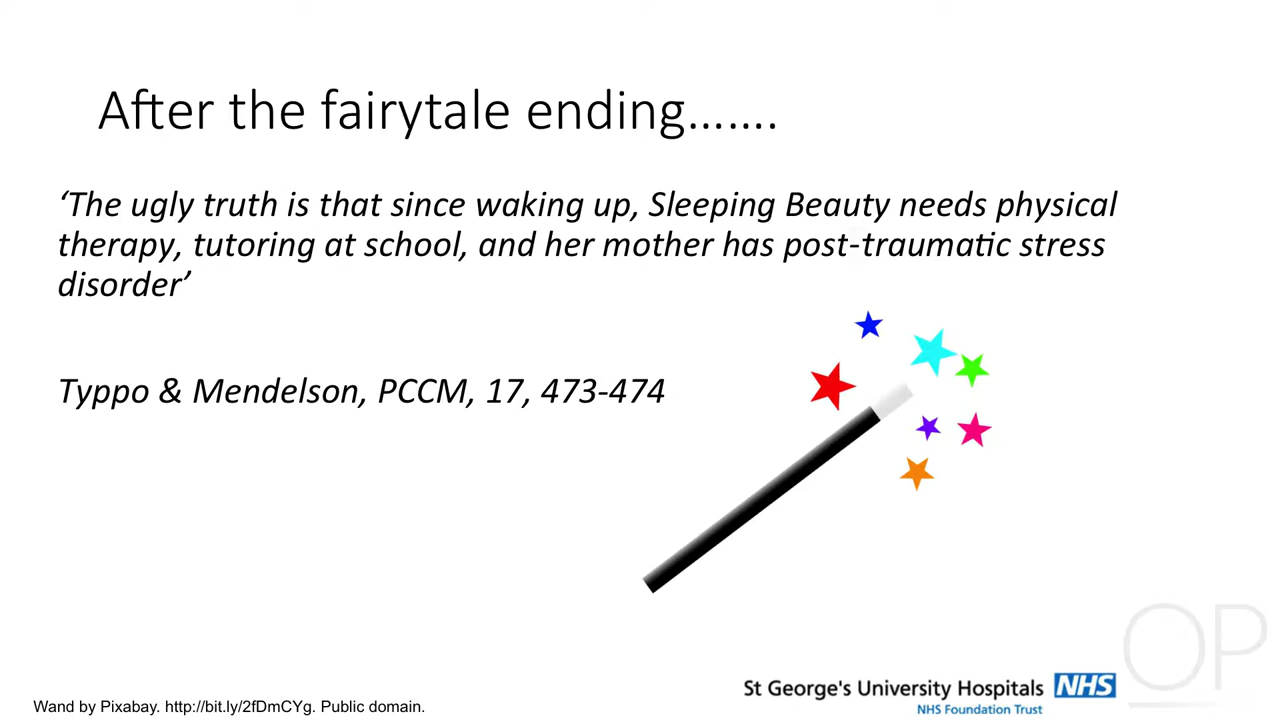 After the fairytale ending…….
‘The ugly truth is that since waking up, Sleeping Beauty needs physical
therapy, tutoring at school, and her mother has post-traumatic stress
disorder’
Typpo & Mendelson, PCCM, 17, 473-474
OP
St George's University Hospitals NHS
NHS Foundation Trust
Wand by Pixabay. http://bit.ly/2fDmCYg. Public domain.